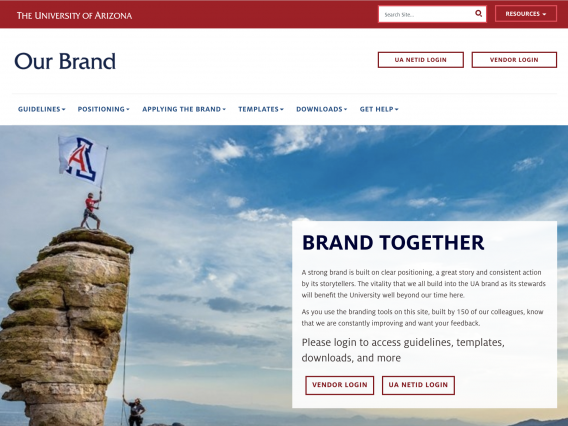 THE UNIVERSITY OF ARIZONA
Search Site...
RESOURCES
Our Brand
UA NETID LOGIN
VENDOR LOGIN
GUIDELINES
POSITIONING
APPLYING THE BRAND
TEMPLATES
DOWNLOADS
GET HELP
A
BRAND TOGETHER
A strong brand is built on clear positioning, a great story and consistent action
by its storytellers. The vitality that we all build into the UA brand as its stewards
will benefit the University well beyond our time here.
As you use the branding tools on this site, built by 150 of our colleagues, know
that we are constantly improving and want your feedback.
Please login to access guidelines, templates,
downloads, and more
VENDOR LOGIN
UA NETID LOGIN